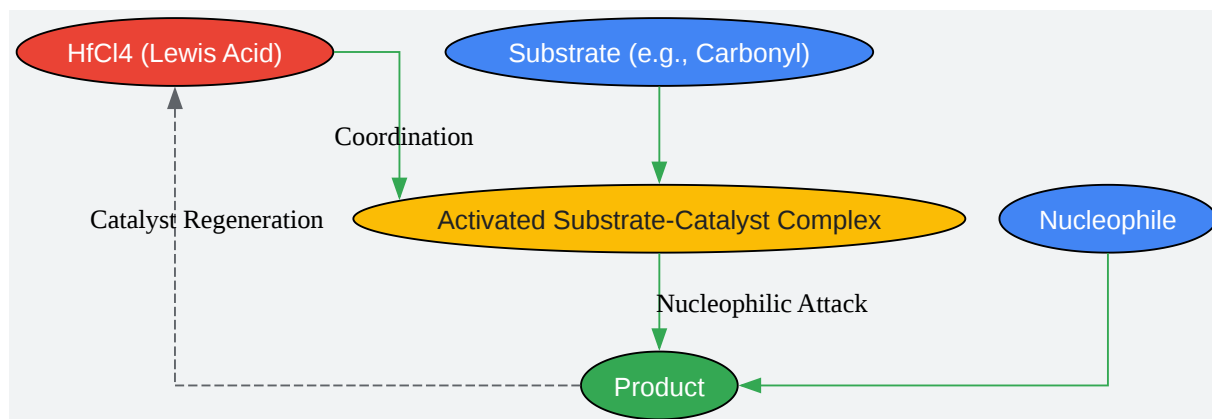 HfCl4 (Lewis Acid)
Substrate (e.g., Carbonyl)
Coordination
Catalyst Regeneration
Activated Substrate-Catalyst Complex
Nucleophile
Nucleophilic Attack
Product